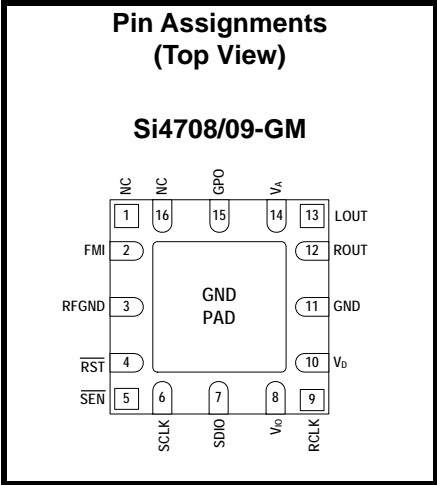 Pin Assignments
(Top View)
Si4708/09-GM
NC NC GPO VA
1 16 15 14 13 LOUT
FMI 2 12 ROUT
RFGND 3 GND PAD 11 GND
RST 4 10 VD
SEN 5 6 7 8 9
SCLK SDIO VIO RCLK